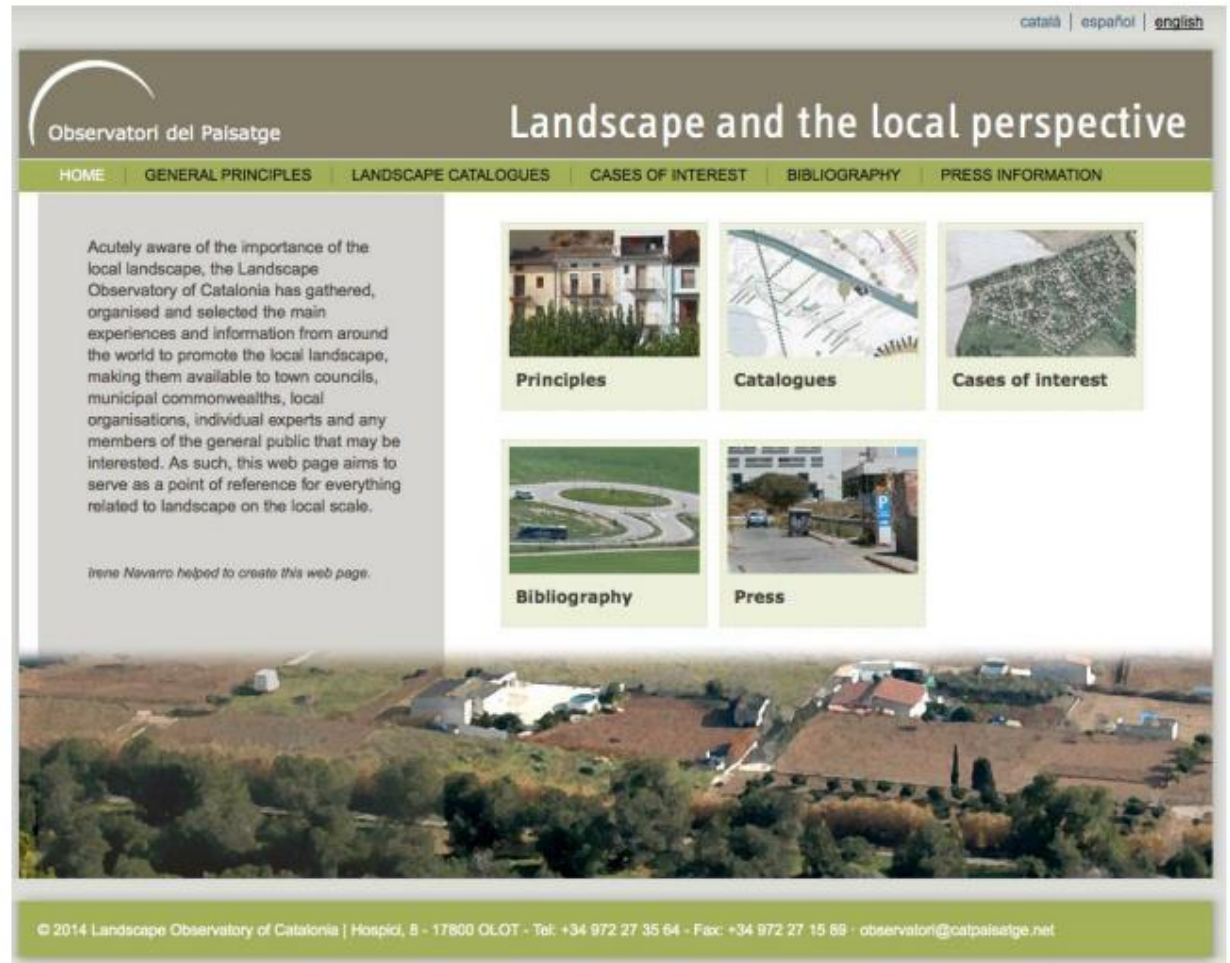 català | español | english
Observatori del Paisatge
Landscape and the local perspective
HOME | GENERAL PRINCIPLES | LANDSCAPE CATALOGUES | CASES OF INTEREST | BIBLIOGRAPHY | PRESS INFORMATION
Acutely aware of the importance of the
local landscape, the Landscape
Observatory of Catalonia has gathered,
organised and selected the main
experiences and information from around
the world to promote the local landscape,
making them available to town councils,
municipal commonwealths, local
organisations, individual experts and any
members of the general public that may be
interested. As such, this web page aims to
serve as a point of reference for everything
related to landscape on the local scale.
Irene Navarro helped to create this web page.
Principles
Catalogues
Cases of interest
P
Bibliography
Press
© 2014 Landscape Observatory of Catalonia | Hospici, 8 - 17800 OLOT - Tel: +34 972 27 35 64 - Fax: +34 972 27 15 89 · observatori@catpaisatge.net